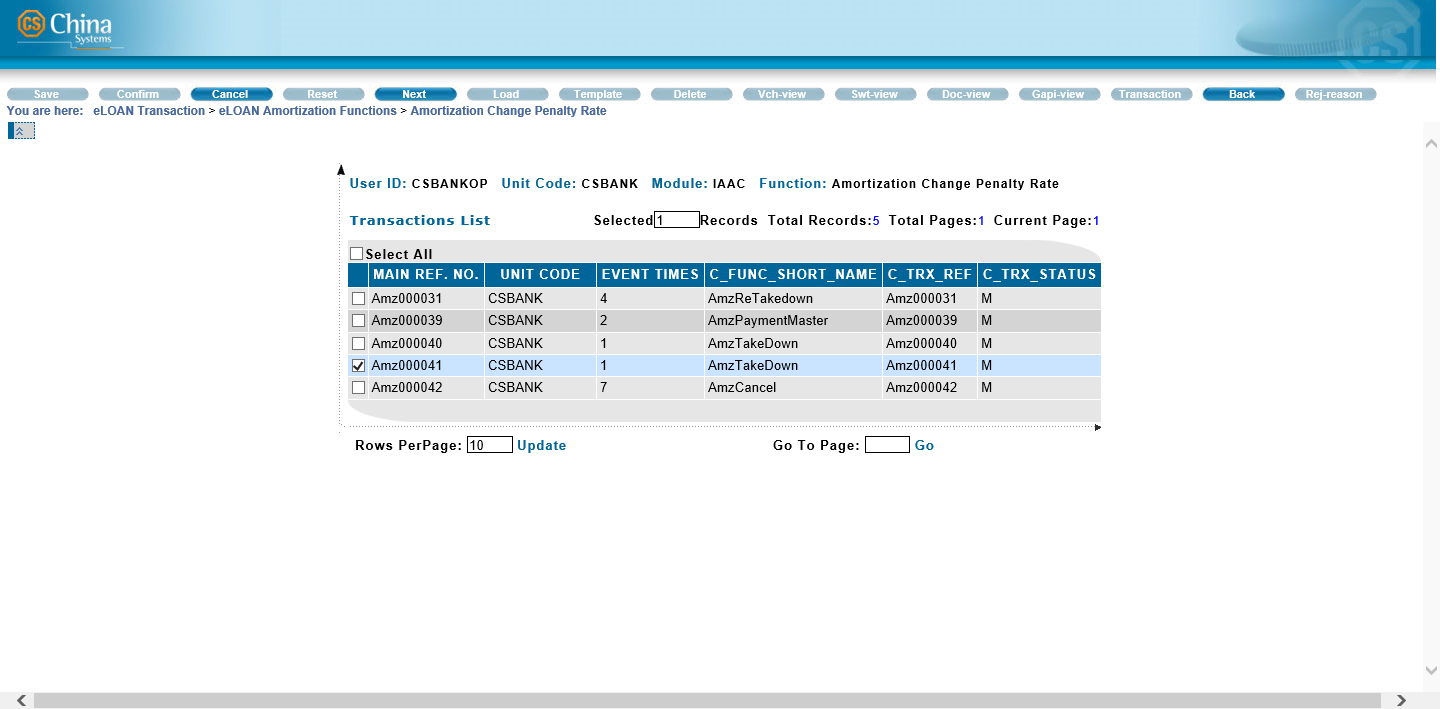 CS China
Systems
Save Confirm Cancel Reset Next Load Template Delete Vch-view Swt-view Doc-view Gapi-view Transaction Back Rej-reason
You are here: eLOAN Transaction > eLOAN Amortization Functions > Amortization Change Penalty Rate
User ID: CSBANKOP Unit Code: CSBANK Module: IAAC Function: Amortization Change Penalty Rate
Transactions List Selected 1 Records Total Records:5 Total Pages:1 Current Page:1
Select All
MAIN REF. NO. UNIT CODE EVENT TIMES C_FUNC_SHORT_NAME C_TRX_REF C_TRX_STATUS
Amz000031 CSBANK 4 AmzReTakedown Amz000031 M
Amz000039 CSBANK 2 AmzPaymentMaster Amz000039 M
Amz000040 CSBANK 1 AmzTakeDown Amz000040 M
Amz000041 CSBANK 1 AmzTakeDown Amz000041 M
Amz000042 CSBANK 7 AmzCancel Amz000042 M
Rows PerPage: 10 Update Go To Page: Go